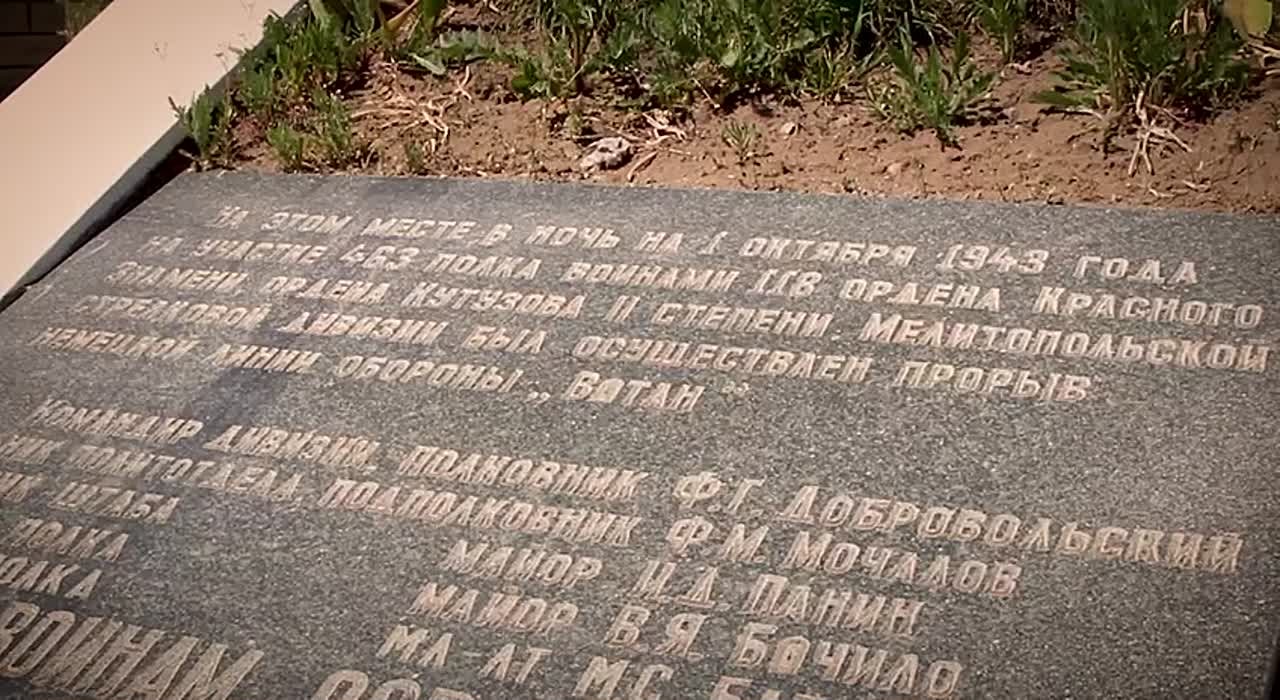 НА ЭТОМ МЕСТЕ В НОЧЬ НА 1 ОКТЯБРЯ 1943 ГОДА
НА УЧАСТКЕ 463 ПОЛКА ВОИНАМИ 118 ОРДЕНА КРАСНОГО
ЗНАМЕНИ ОРДЕНА КУТУЗОВА II СТЕПЕНИ МЕЛИТОПОЛЬСКОЙ
СТРЕЛКОВОЙ ДИВИЗИИ БЫЛ ОСУЩЕСТВЛЕН ПРОРЫВ
НЕМЕЦКОЙ ЛИНИИ ОБОРОНЫ „ ВОТАН "
КОМАНДИР ДИВИЗИИ ПОЛКОВНИК Ф.Г. ДОБРОВОЛЬСКИЙ
НИК ПОЛИТОТДЕЛА ПОДПОЛКОВНИК Ф.М. МОЧАЛОВ
ШТАБА МАЙОР И.Д. ПАНИН
ПОЛКА МАЙОР В.Я. БОЧИЛО
ПОЛКА МЛ ЛТ М.С.
ВОИНАМ